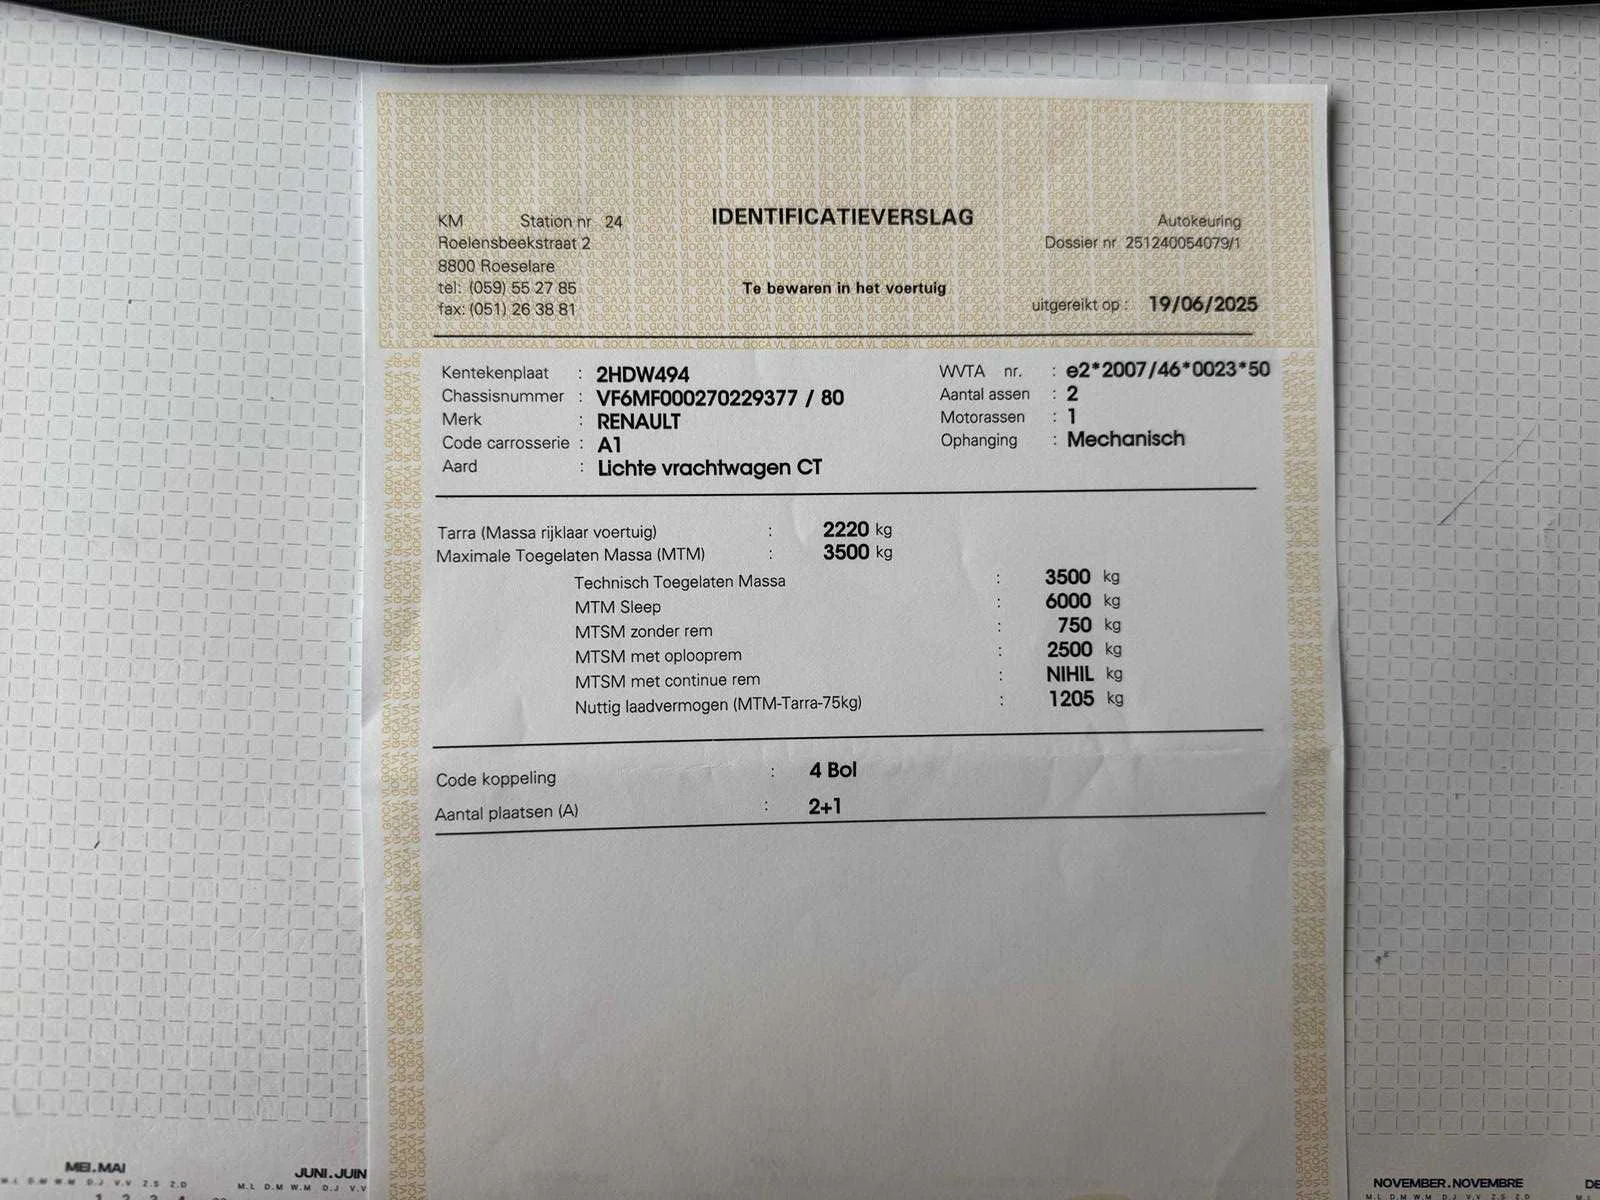 KM Station nr 24
Roelensbeekstraat 2
8800 Roeselare
tel: (059) 55 27 85
fax: (051) 26 38 81
IDENTIFICATIEVERSLAG
Te bewaren in het voertuig
Autokeuring
Dossier nr 251240054079/1
uitgereikt op : 19/06/2025
Kentekenplaat : 2HDW494
Chassisnummer : VF6MF000270229377 / 80
Merk : RENAULT
Code carrosserie : A1
Aard : Lichte vrachtwagen CT
WVTA nr. : e2*2007/46*0023*50
Aantal assen : 2
Motorassen : 1
Ophanging : Mechanisch
Tarra (Massa rijklaar voertuig) : 2220 kg
Maximale Toegelaten Massa (MTM) : 3500 kg
Technisch Toegelaten Massa : 3500 kg
MTM Sleep : 6000 kg
MTSM zonder rem : 750 kg
MTSM met oplooprem : 2500 kg
MTSM met continue rem : NIHIL kg
Nuttig laadvermogen (MTM-Tarra-75kg) : 1205 kg
Code koppeling : 4 Bol
Aantal plaatsen (A) : 2+1
MEI.MAI
JUNI.JUIN
M.L D.M W.M D.J V.V Z.S Z.D
M.L D.M W.M D.J V.V
1 2 3 4
NOVEMBER.NOVEMBRE
M.L D.M W.M D.J V.V Z.S Z.D
DE